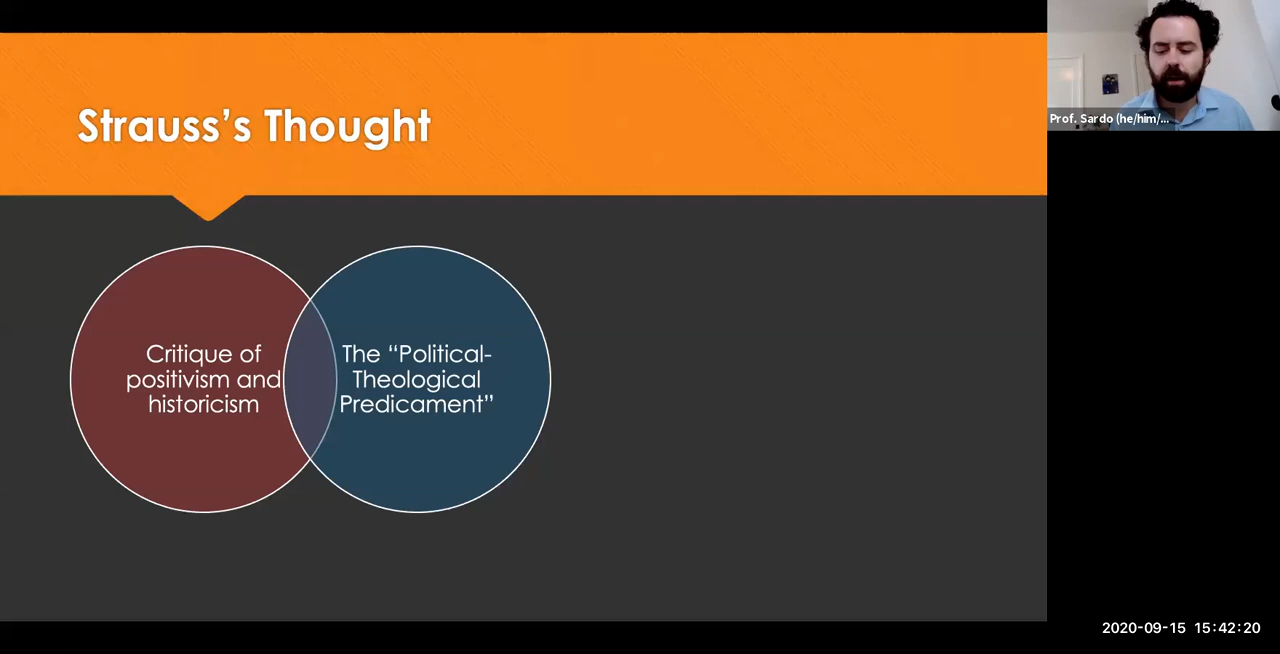 Strauss’s Thought
Critique of
positivism and
historicism
The “Political-
Theological
Predicament”
Prof. Sardo (he/him/...
2020-09-15 15:42:20